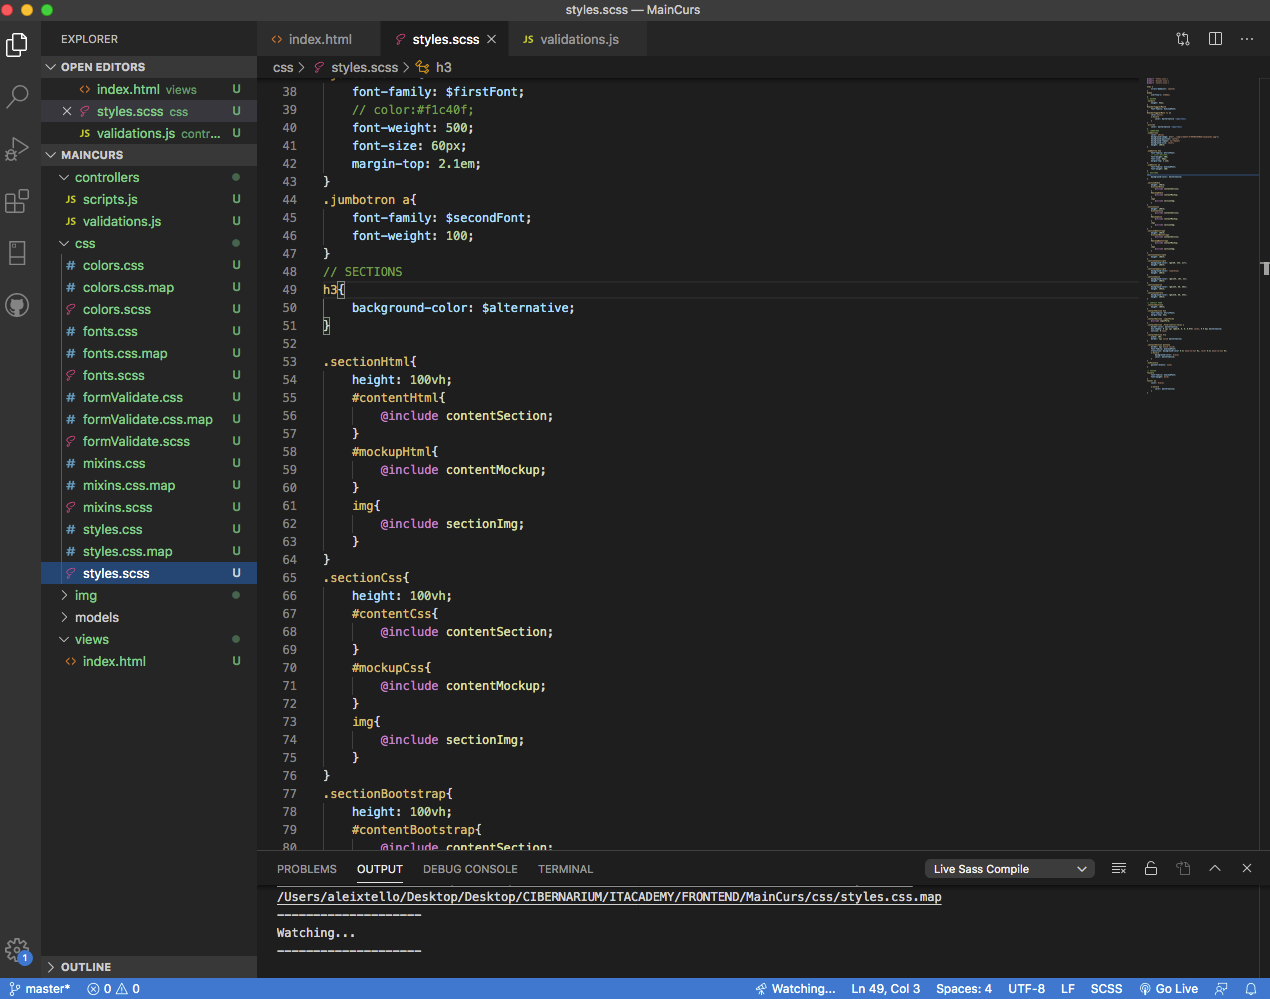 styles.scss — MainCurs
EXPLORER
index.html
styles.scss
JS validations.js
OPEN EDITORS
css > styles.scss > h3
index.html views U
styles.scss css U
JS validations.js contr... U
MAINCURS
controllers
JS scripts.js U
JS validations.js U
css
# colors.css U
# colors.css.map U
colors.scss U
# fonts.css U
# fonts.css.map U
fonts.scss U
# formValidate.css U
# formValidate.css.map U
formValidate.scss U
# mixins.css U
# mixins.css.map U
mixins.scss U
# styles.css U
# styles.css.map U
styles.scss U
img
models
views
index.html U
OUTLINE
38 font-family: $firstFont;
39 // color:#f1c40f;
40 font-weight: 500;
41 font-size: 60px;
42 margin-top: 2.1em;
43 }
44 .jumbotron a{
45 font-family: $secondFont;
46 font-weight: 100;
47 }
48 // SECTIONS
49 h3{
50 background-color: $alternative;
51 }
52
53 .sectionHtml{
54 height: 100vh;
55 #contentHtml{
56 @include contentSection;
57 }
58 #mockupHtml{
59 @include contentMockup;
60 }
61 img{
62 @include sectionImg;
63 }
64 }
65 .sectionCss{
66 height: 100vh;
67 #contentCss{
68 @include contentSection;
69 }
70 #mockupCss{
71 @include contentMockup;
72 }
73 img{
74 @include sectionImg;
75 }
76 }
77 .sectionBootstrap{
78 height: 100vh;
79 #contentBootstrap{
80 @include contentSection;
PROBLEMS OUTPUT DEBUG CONSOLE TERMINAL
Live Sass Compile
/Users/aleixtello/Desktop/Desktop/CIBERNARIUM/ITACADEMY/FRONTEND/MainCurs/css/styles.css.map
--------------------
Watching...
--------------------
1
master* 0 0
Watching... Ln 49, Col 3 Spaces: 4 UTF-8 LF SCSS Go Live